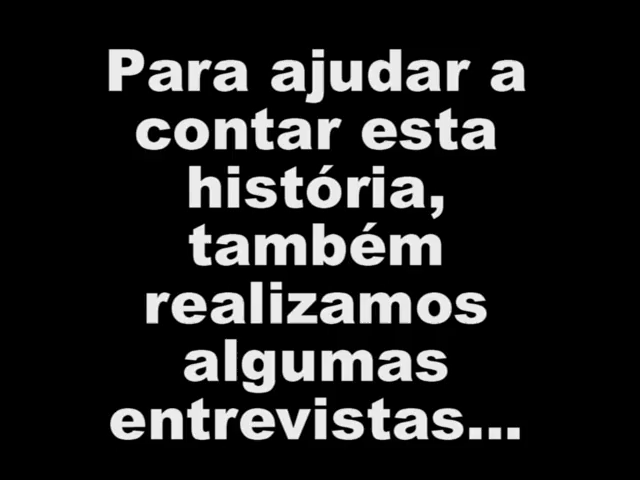 Para ajudar a
contar esta
história,
também
realizamos
algumas
entrevistas...